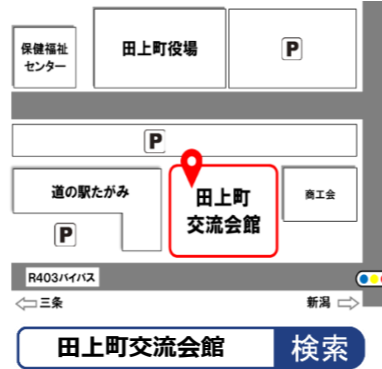 保健福祉
センター
田上町役場
P
P
道の駅たがみ
P
田上町
交流会館
商工会
R403バイパス
三条
新潟
田上町交流会館
検索